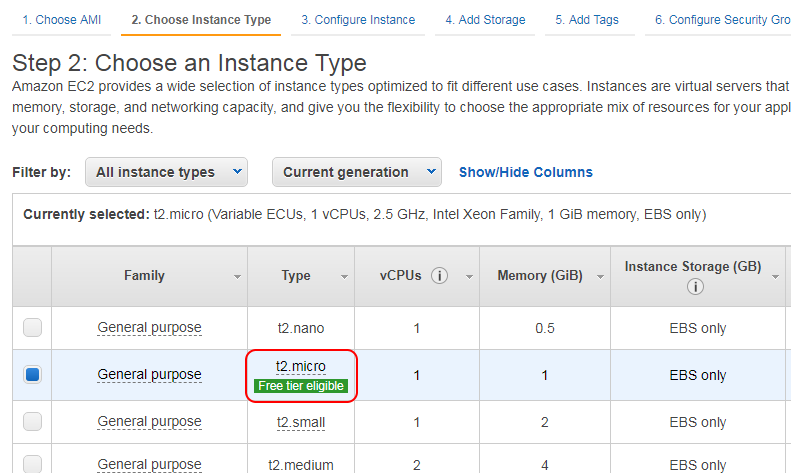 1. Choose AMI 2. Choose Instance Type 3. Configure Instance 4. Add Storage 5. Add Tags 6. Configure Security Gro
Step 2: Choose an Instance Type
Amazon EC2 provides a wide selection of instance types optimized to fit different use cases. Instances are virtual servers that
memory, storage, and networking capacity, and give you the flexibility to choose the appropriate mix of resources for your appl
your computing needs.
Filter by: All instance types Current generation Show/Hide Columns
Currently selected: t2.micro (Variable ECUs, 1 vCPUs, 2.5 GHz, Intel Xeon Family, 1 GiB memory, EBS only)
Family Type vCPUs i Memory (GiB) Instance Storage (GB) i
General purpose t2.nano 1 0.5 EBS only
General purpose t2.micro Free tier eligible 1 1 EBS only
General purpose t2.small 1 2 EBS only
General purpose t2.medium 2 4 EBS only